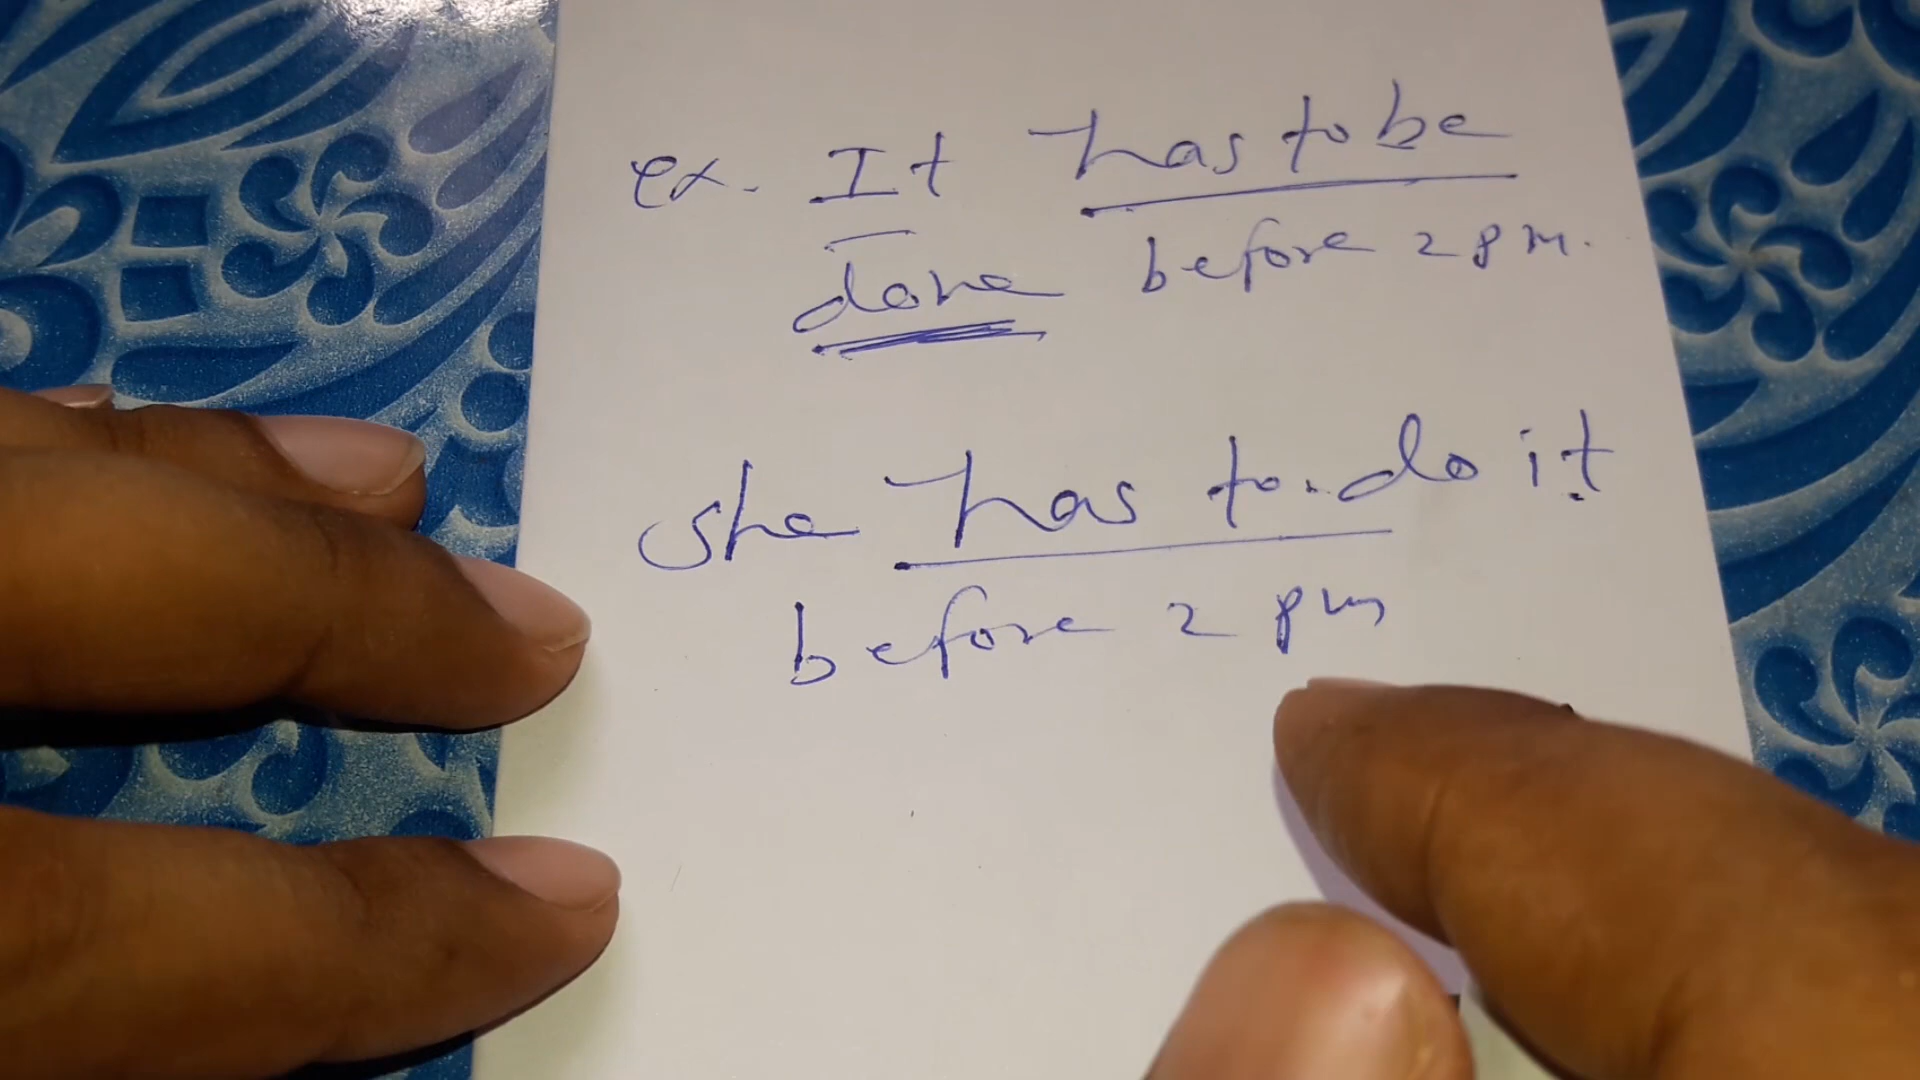 ex. It has to be
done before 2 pm.
She has to do it
before 2 pm